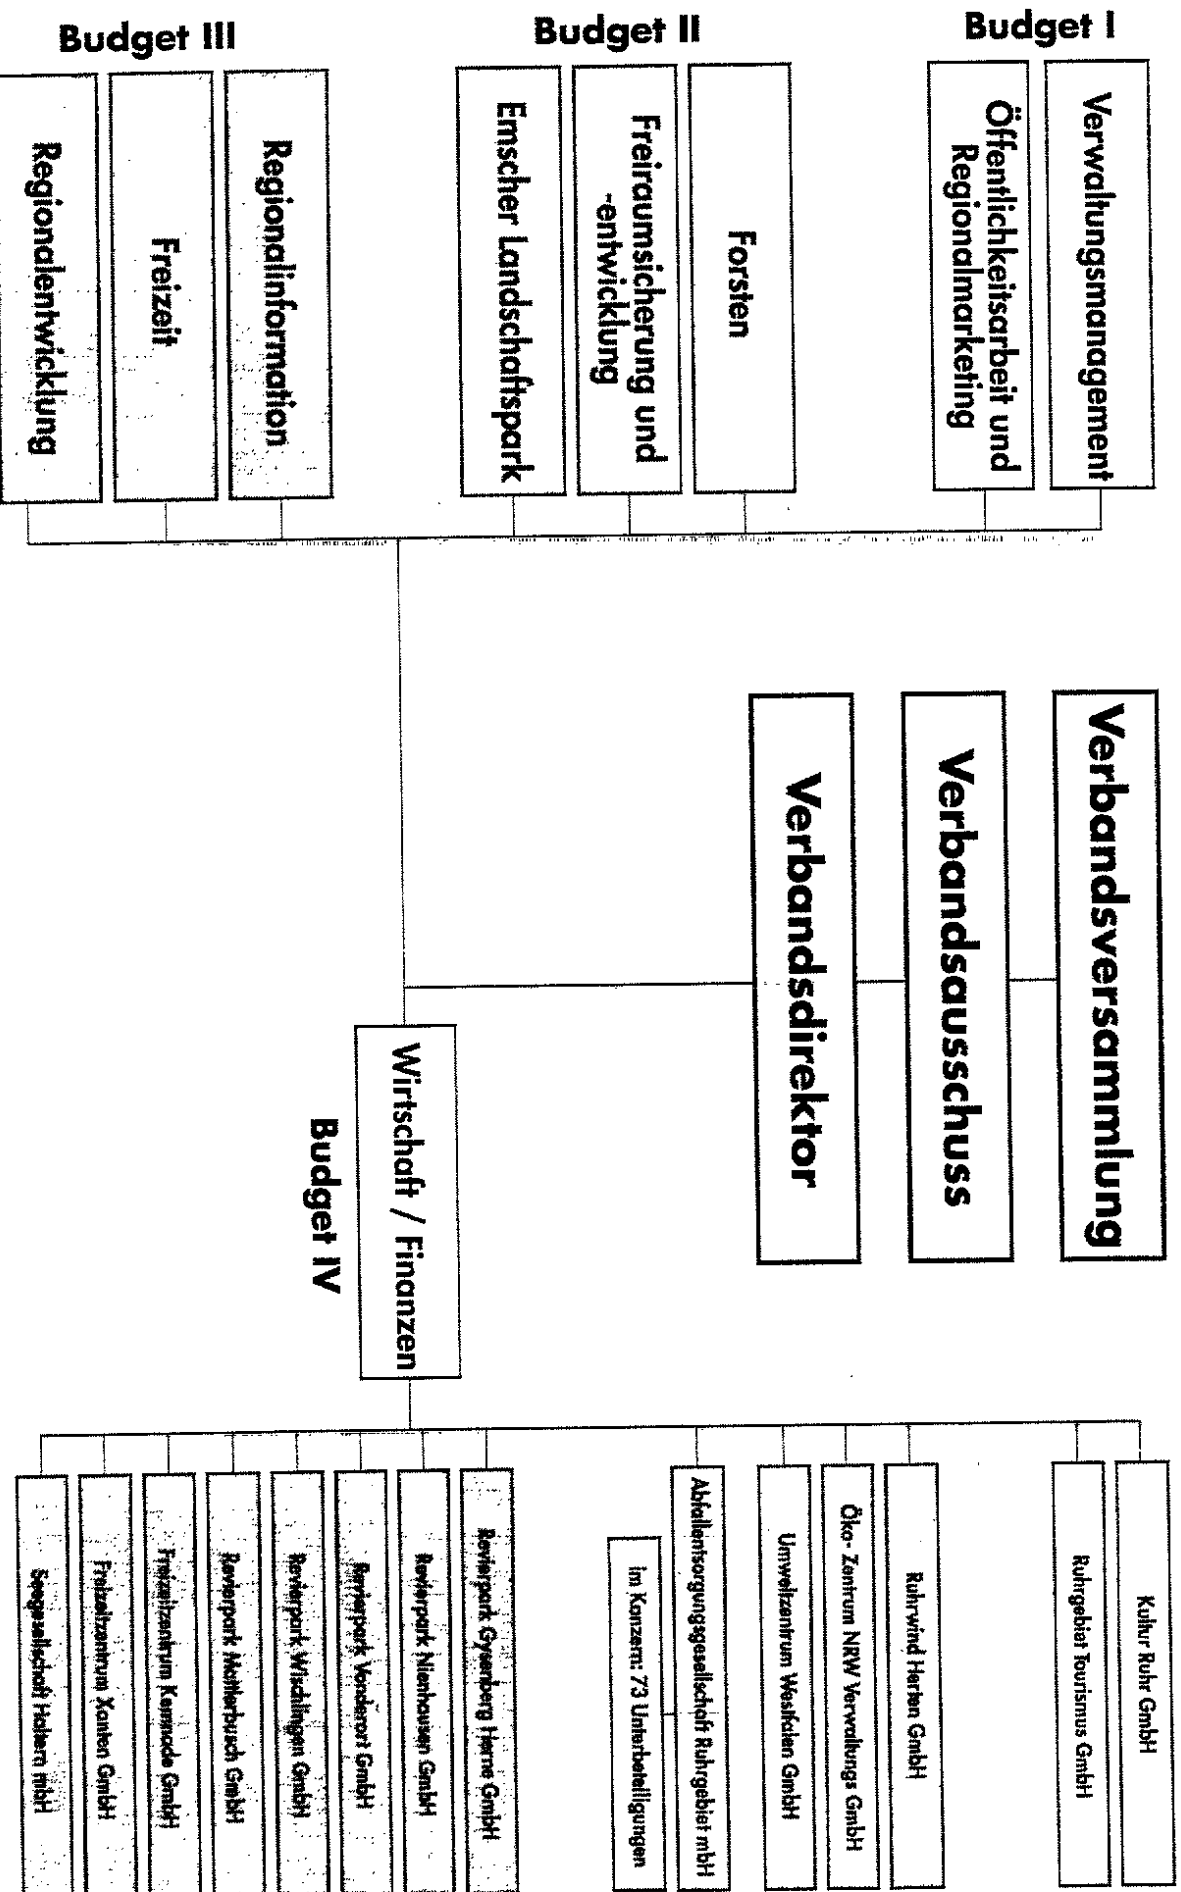 Verbandsversammlung
Verbandsausschuss
Verbandsdirektor
Budget I
Verwaltungsmanagement
Öffentlichkeitsarbeit und
Regionalmarketing
Budget II
Forsten
Freiraumsicherung und
-entwicklung
Emscher Landschaftspark
Budget III
Regionalinformation
Freizeit
Regionalentwicklung
Wirtschaft / Finanzen
Budget IV
Kultur Ruhr GmbH
Ruhrgebiet Tourismus GmbH
Ruhrwind Herten GmbH
Öko- Zentrum NRW Verwaltungs GmbH
Umweltzentrum Westfalen GmbH
Abfallentsorgungsgesellschaft Ruhrgebiet mbH
im Konzern: 73 Unterbeteiligungen
Revierpark Gysenberg Herne GmbH
Revierpark Nienhausen GmbH
Revierpark Vonderort GmbH
Revierpark Wischlingen GmbH
Revierpark Mattlerbusch GmbH
Freizeitzentrum Kemnade GmbH
Freizeitzentrum Xanten GmbH
Seegesellschaft Haltern mbH